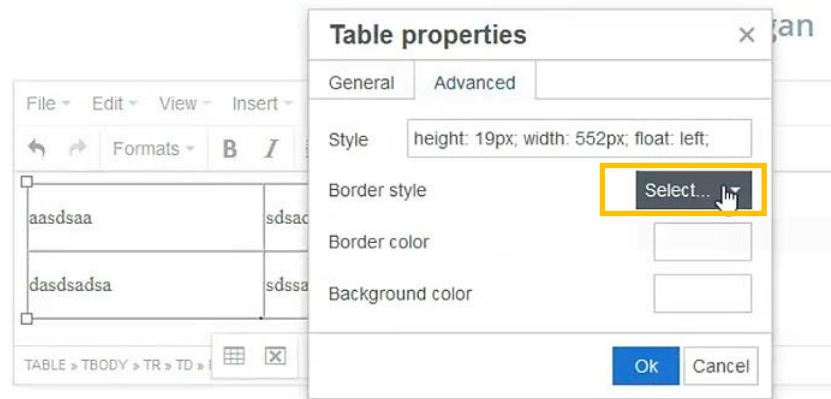 Table properties ×
gan
General Advanced
File Edit View Insert
Formats B I
Style height: 19px; width: 552px; float: left;
Border style Select...
aasdsaa sdsad
Border color
dasdsadsa sdssa
Background color
TABLE » TBODY » TR » TD »
Ok Cancel